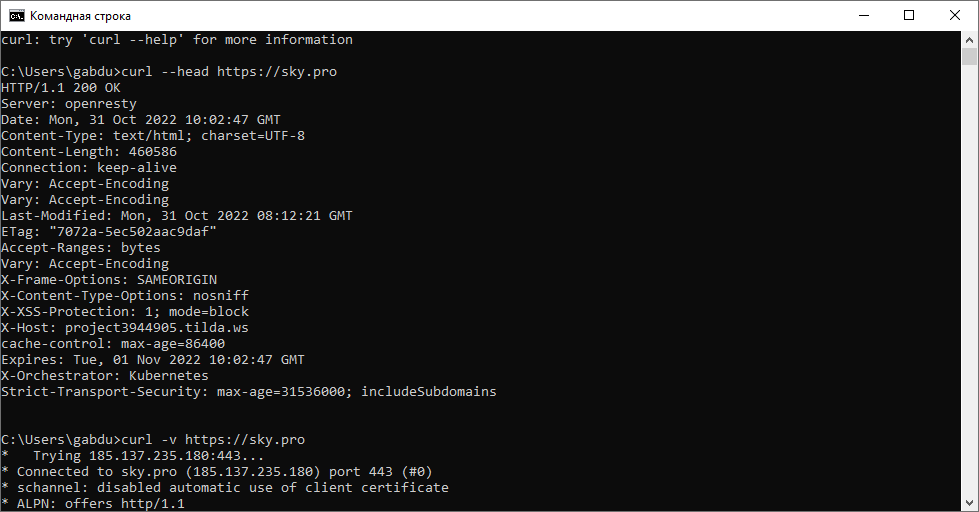 Командная строка
curl: try 'curl --help' for more information
C:\Users\gabdu>curl --head https://sky.pro
HTTP/1.1 200 OK
Server: openresty
Date: Mon, 31 Oct 2022 10:02:47 GMT
Content-Type: text/html; charset=UTF-8
Content-Length: 460586
Connection: keep-alive
Vary: Accept-Encoding
Vary: Accept-Encoding
Last-Modified: Mon, 31 Oct 2022 08:12:21 GMT
ETag: "7072a-5ec502aac9daf"
Accept-Ranges: bytes
Vary: Accept-Encoding
X-Frame-Options: SAMEORIGIN
X-Content-Type-Options: nosniff
X-XSS-Protection: 1; mode=block
X-Host: project3944905.tilda.ws
cache-control: max-age=86400
Expires: Tue, 01 Nov 2022 10:02:47 GMT
X-Orchestrator: Kubernetes
Strict-Transport-Security: max-age=31536000; includeSubdomains
C:\Users\gabdu>curl -v https://sky.pro
*   Trying 185.137.235.180:443...
* Connected to sky.pro (185.137.235.180) port 443 (#0)
* schannel: disabled automatic use of client certificate
* ALPN: offers http/1.1